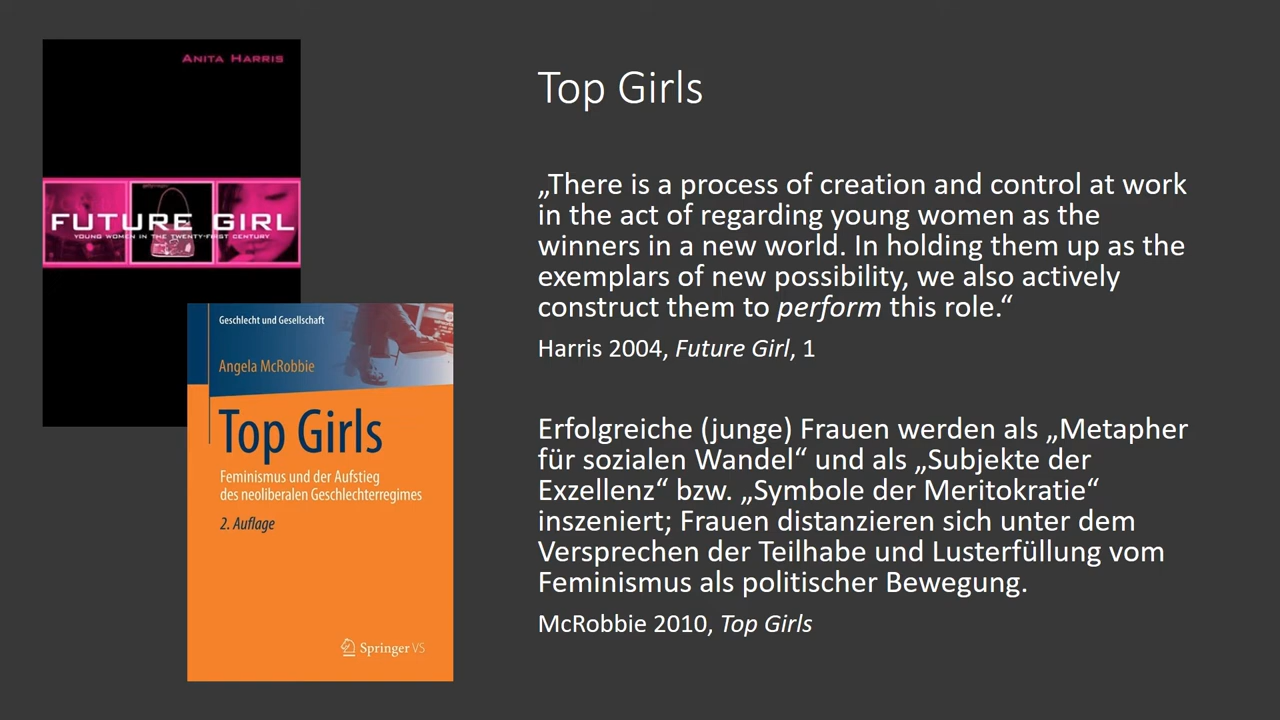 ANITA HARRIS
FUTURE GIRL
YOUNG WOMEN IN THE TWENTY-FIRST CENTURY
Geschlecht und Gesellschaft
Angela McRobbie
Top Girls
Feminismus und der Aufstieg
des neoliberalen Geschlechterregimes
2. Auflage
Springer VS
Top Girls
„There is a process of creation and control at work
in the act of regarding young women as the
winners in a new world. In holding them up as the
exemplars of new possibility, we also actively
construct them to perform this role.“
Harris 2004, Future Girl, 1
Erfolgreiche (junge) Frauen werden als „Metapher
für sozialen Wandel“ und als „Subjekte der
Exzellenz“ bzw. „Symbole der Meritokratie“
inszeniert; Frauen distanzieren sich unter dem
Versprechen der Teilhabe und Lusterfüllung vom
Feminismus als politischer Bewegung.
McRobbie 2010, Top Girls